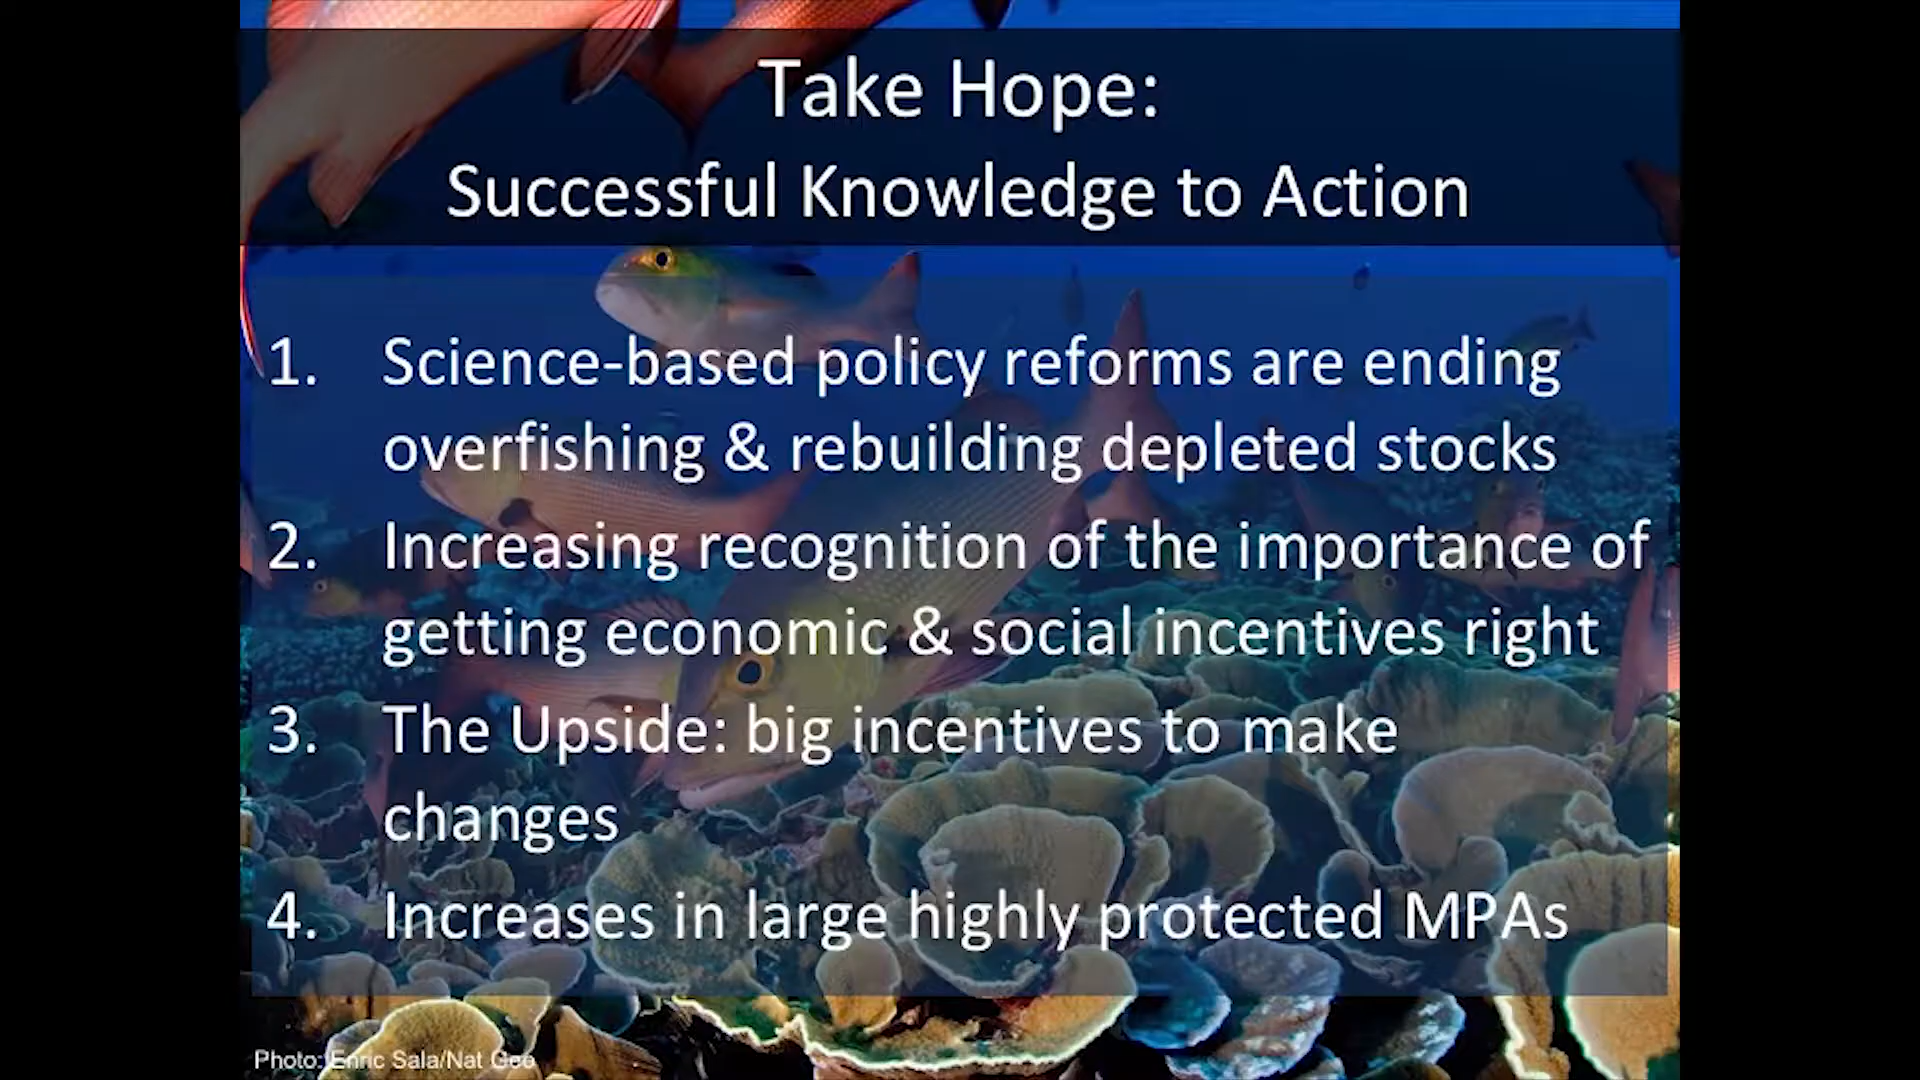 Take Hope:
Successful Knowledge to Action
1. Science-based policy reforms are ending
overfishing & rebuilding depleted stocks
2. Increasing recognition of the importance of
getting economic & social incentives right
3. The Upside: big incentives to make
changes
4. Increases in large highly protected MPAs
Photo: Enric Sala/Nat Geo